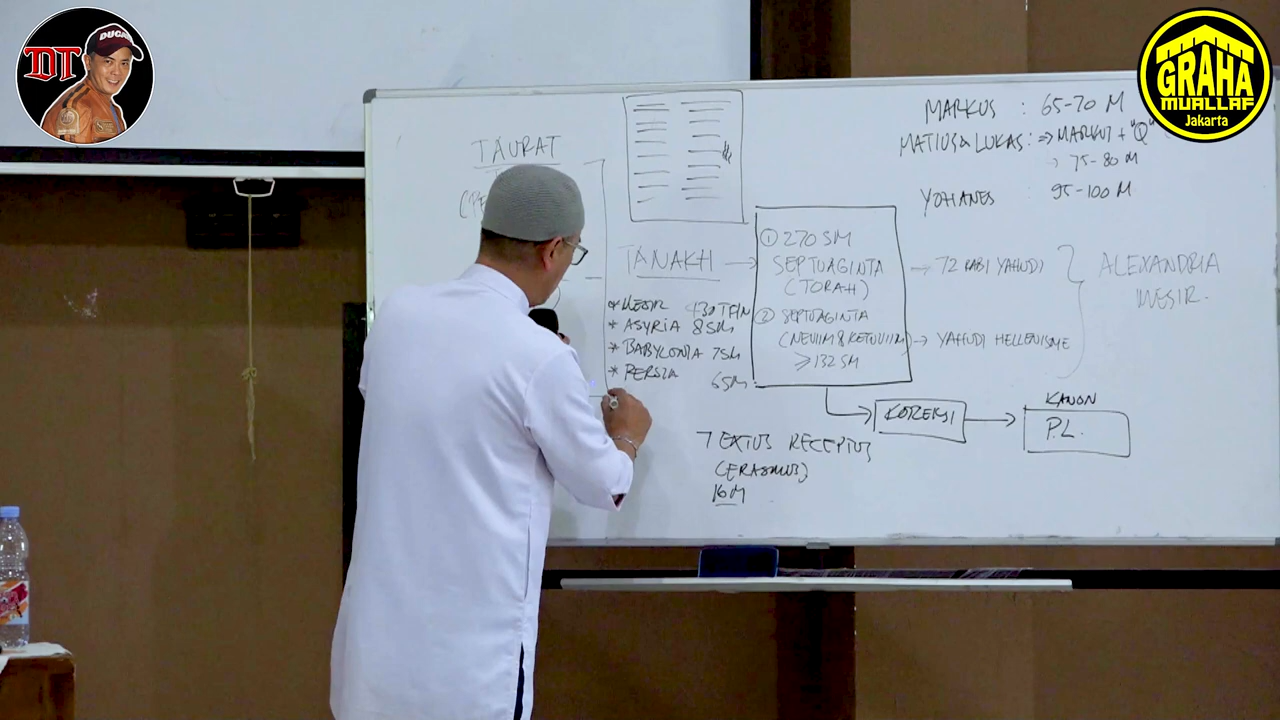 DT
DUCATI
GRAHA
MUALLAF
Jakarta
TAURAT
MARKUS : 65-70 M
MATIUS & LUKAS : => MARKUS + "Q"
75-80 M
YOHANES 95-100 M
TANAKH
* MESIR 430 THN
* ASYRIA 8 SM
* BABYLONIA 7 SM
* PERSIA 6 SM
① 270 SM
SEPTUAGINTA
(TORAH)
② SEPTUAGINTA
(NEVIIM & KETUVIIM)
≥ 132 SM
72 RABI YAHUDI
YAHUDI HELLENISME
ALEXANDRIA
MESIR.
KOREKSI
KANON
P.L.
TEXTUS RECEPTUS
(ERASMUS)
16 M